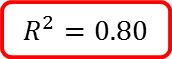 R² = 0.80